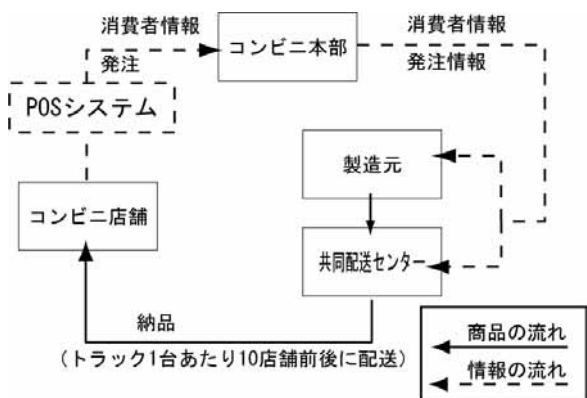 消費者情報
発注
コンビニ本部
消費者情報
発注情報
POSシステム
製造元
コンビニ店舗
共同配送センター
納品
(トラック1台あたり10店舗前後に配送)
商品の流れ
情報の流れ